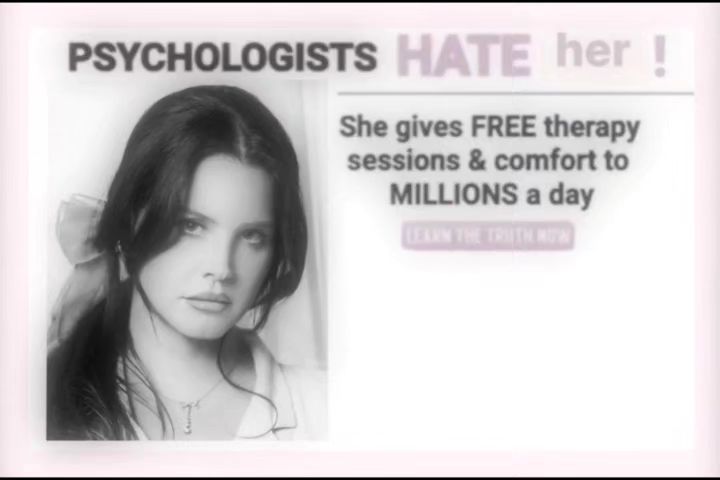 PSYCHOLOGISTS HATE her !
She gives FREE therapy
sessions & comfort to
MILLIONS a day
LEARN THE TRUTH NOW